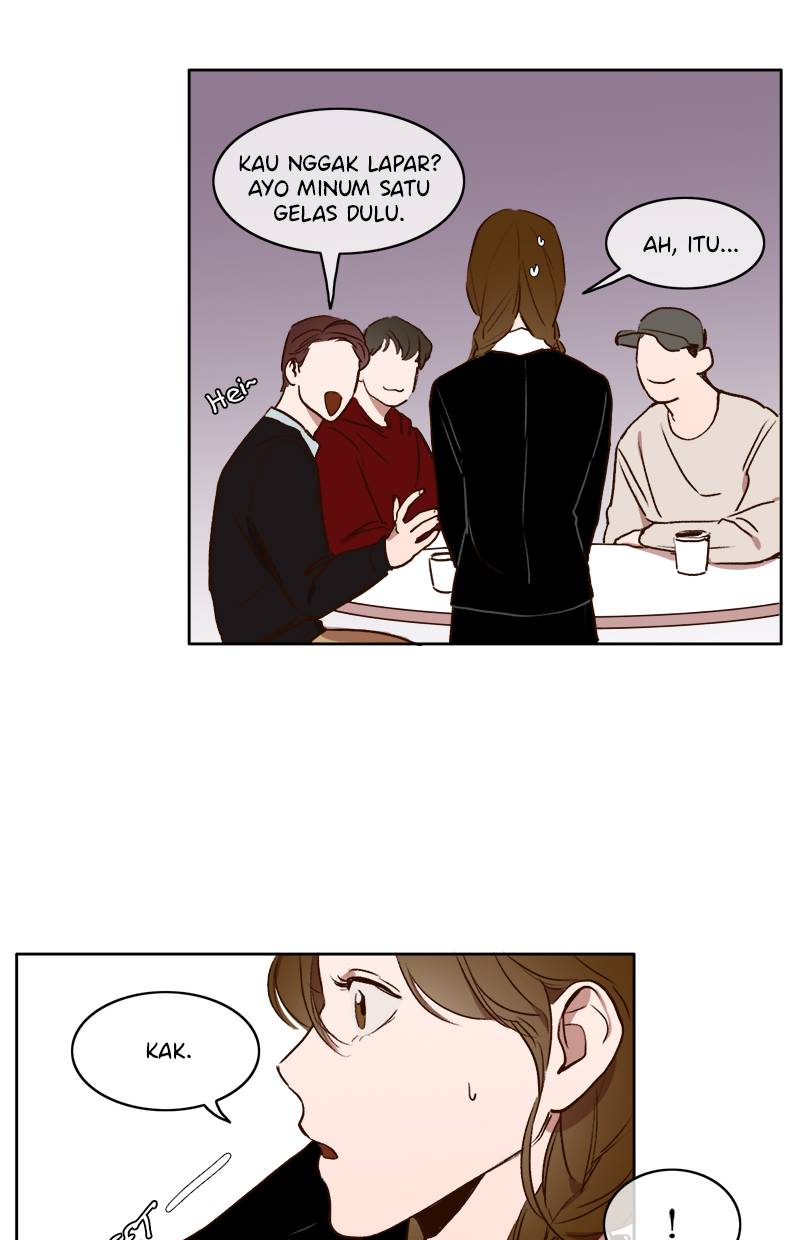 KAU NGGAK LAPAR?
AYO MINUM SATU
GELAS DULU.
AH, ITU...
Hei~
KAK.
!